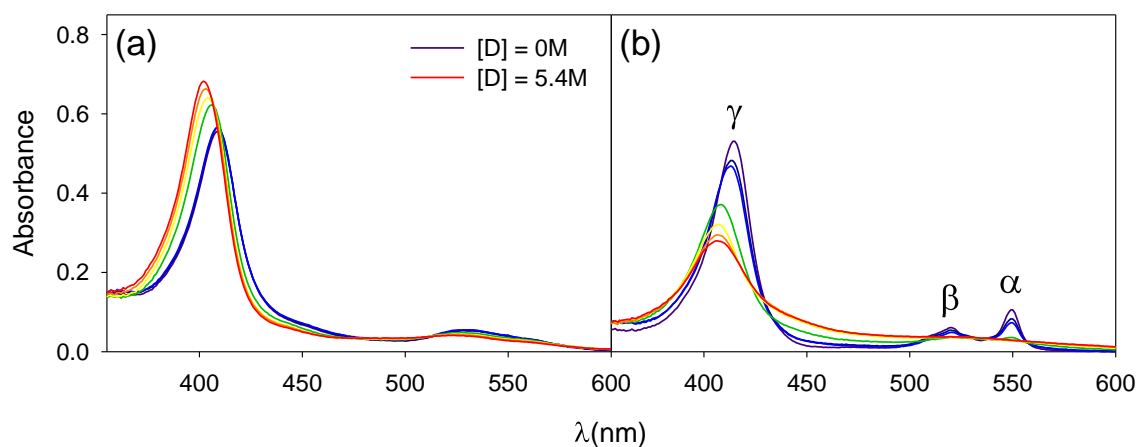 (a)
[D] = 0M
[D] = 5.4M
(b)
γ
β
α
Absorbance
0.8
0.6
0.4
0.2
0.0
400
450
500
550
600
400
450
500
550
600
λ(nm)